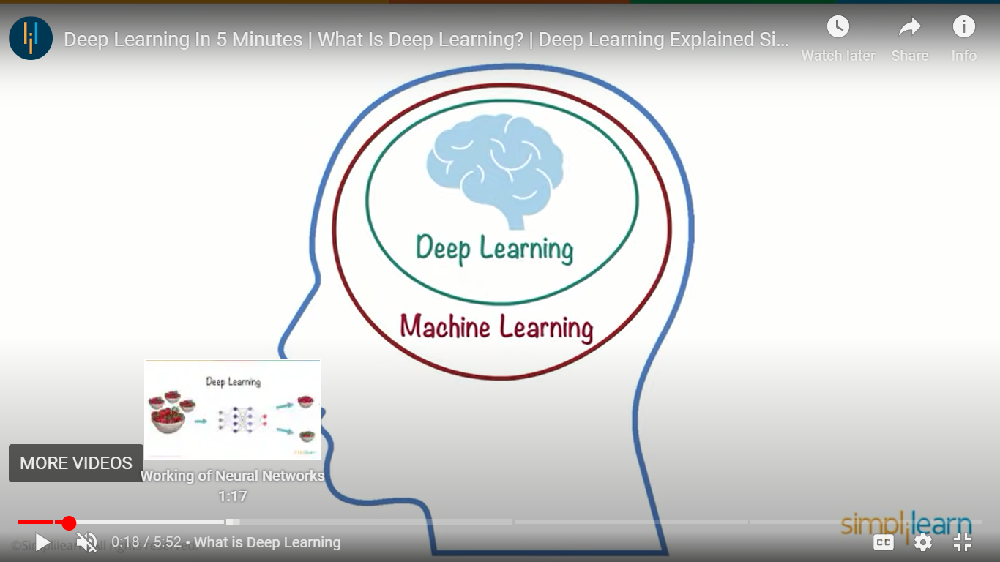 Deep Learning In 5 Minutes | What Is Deep Learning? | Deep Learning Explained Si...
Watch later
Share
Info
Deep Learning
Machine Learning
Deep Learning
simplilearn
MORE VIDEOS
Working of Neural Networks
1:17
simplilearn
©Simplilearn. All rights reserved.
0:18 / 5:52 • What is Deep Learning
CC